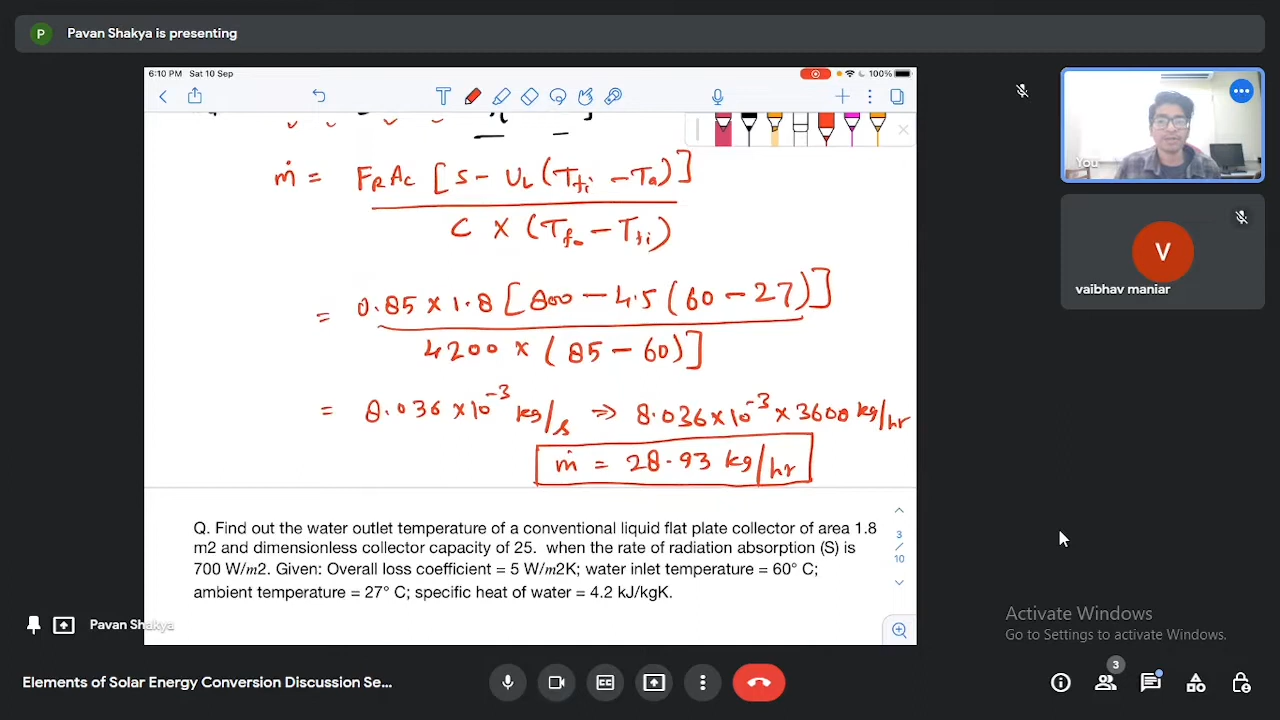 P Pavan Shakya is presenting
6:10 PM Sat 10 Sep
100%
ṁ = FR Ac [S - UL (Tfi - Ta)]
C X (Tfo - Tfi)
= 0.85 x 1.8 [800 - 4.5 (60 - 27)]
4200 x (85 - 60)]
= 8.036 x 10^-3 kg/s ⇒ 8.036 x 10^-3 x 3600 kg/hr
ṁ = 28.93 kg/hr
Q. Find out the water outlet temperature of a conventional liquid flat plate collector of area 1.8
m2 and dimensionless collector capacity of 25. when the rate of radiation absorption (S) is
700 W/m2. Given: Overall loss coefficient = 5 W/m2K; water inlet temperature = 60° C;
ambient temperature = 27° C; specific heat of water = 4.2 kJ/kgK.
3
/
10
You
V
vaibhav maniar
Activate Windows
Go to Settings to activate Windows.
Pavan Shakya
Elements of Solar Energy Conversion Discussion Se...
CC
3